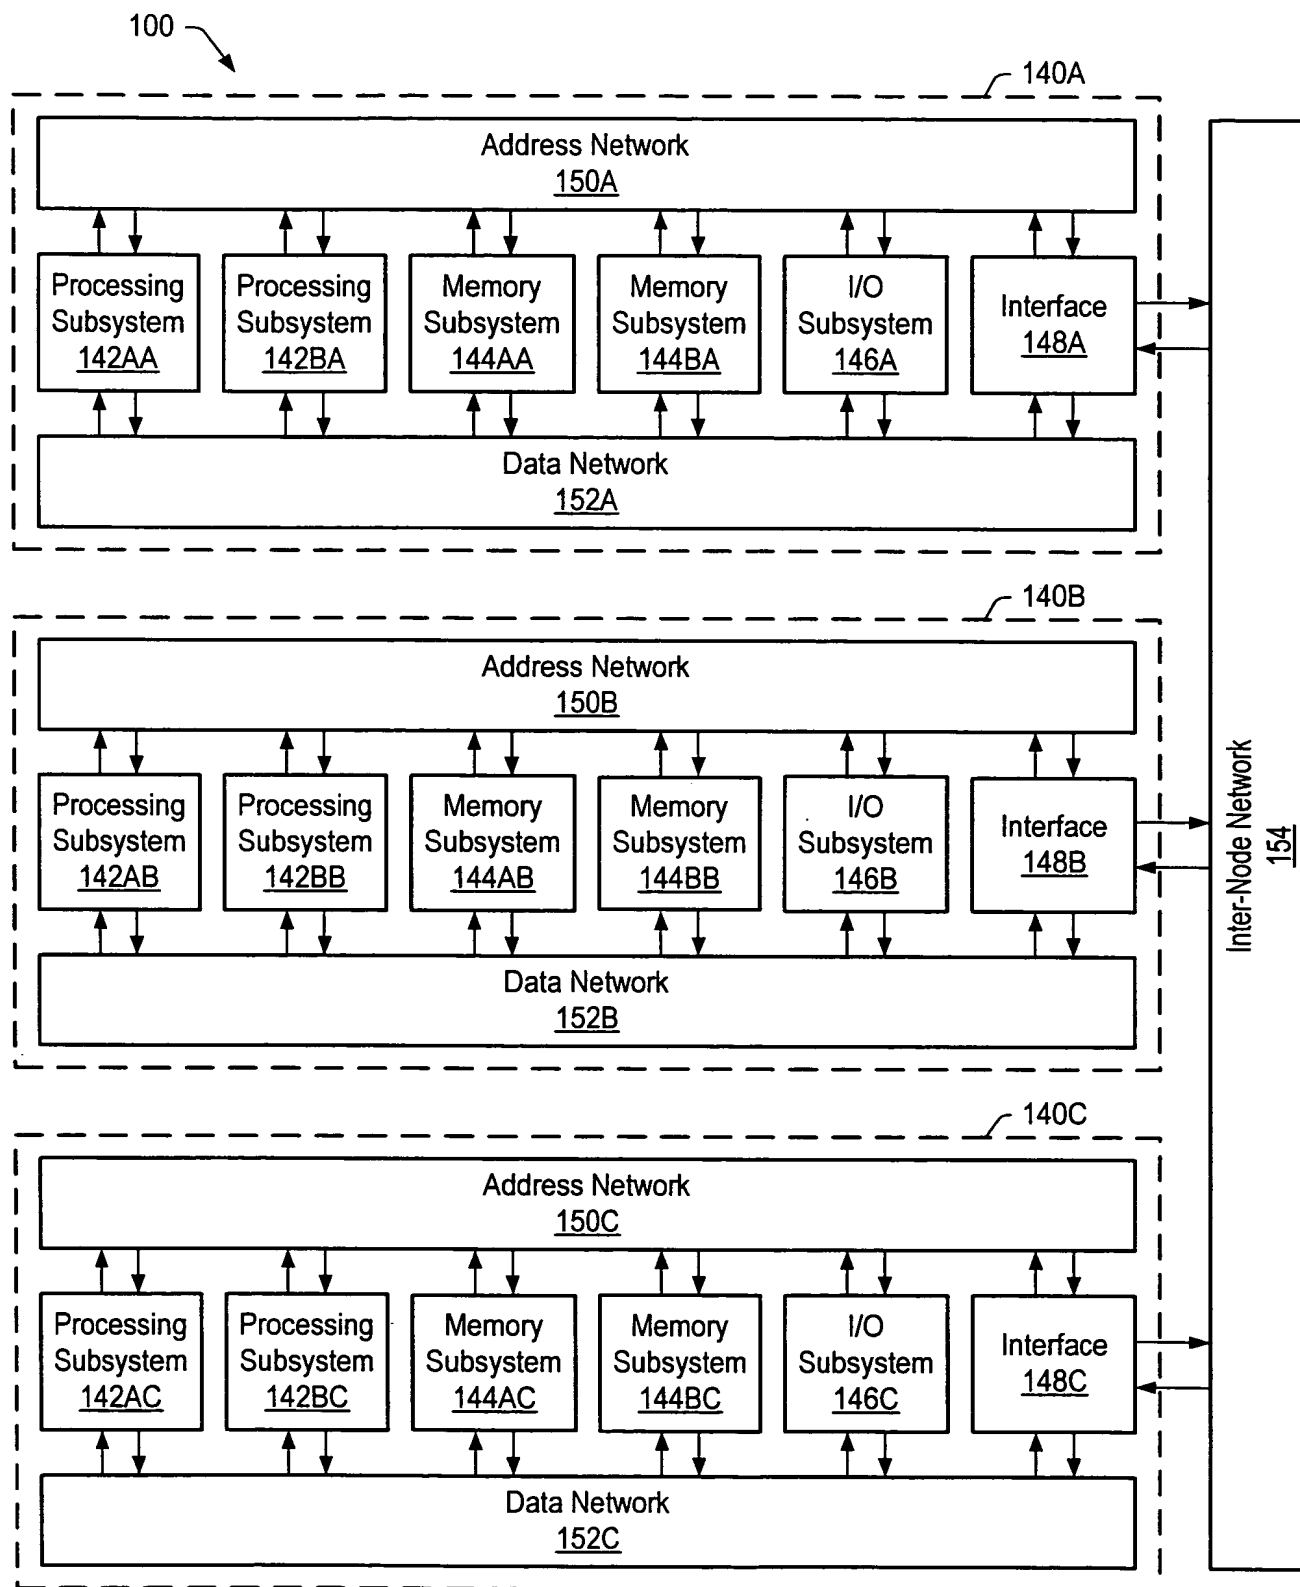 100
140A
Address Network
150A
Processing
Subsystem
142AA
Processing
Subsystem
142BA
Memory
Subsystem
144AA
Memory
Subsystem
144BA
I/O
Subsystem
146A
Interface
148A
Data Network
152A
140B
Address Network
150B
Processing
Subsystem
142AB
Processing
Subsystem
142BB
Memory
Subsystem
144AB
Memory
Subsystem
144BB
I/O
Subsystem
146B
Interface
148B
Data Network
152B
140C
Address Network
150C
Processing
Subsystem
142AC
Processing
Subsystem
142BC
Memory
Subsystem
144AC
Memory
Subsystem
144BC
I/O
Subsystem
146C
Interface
148C
Data Network
152C
Inter-Node Network
154